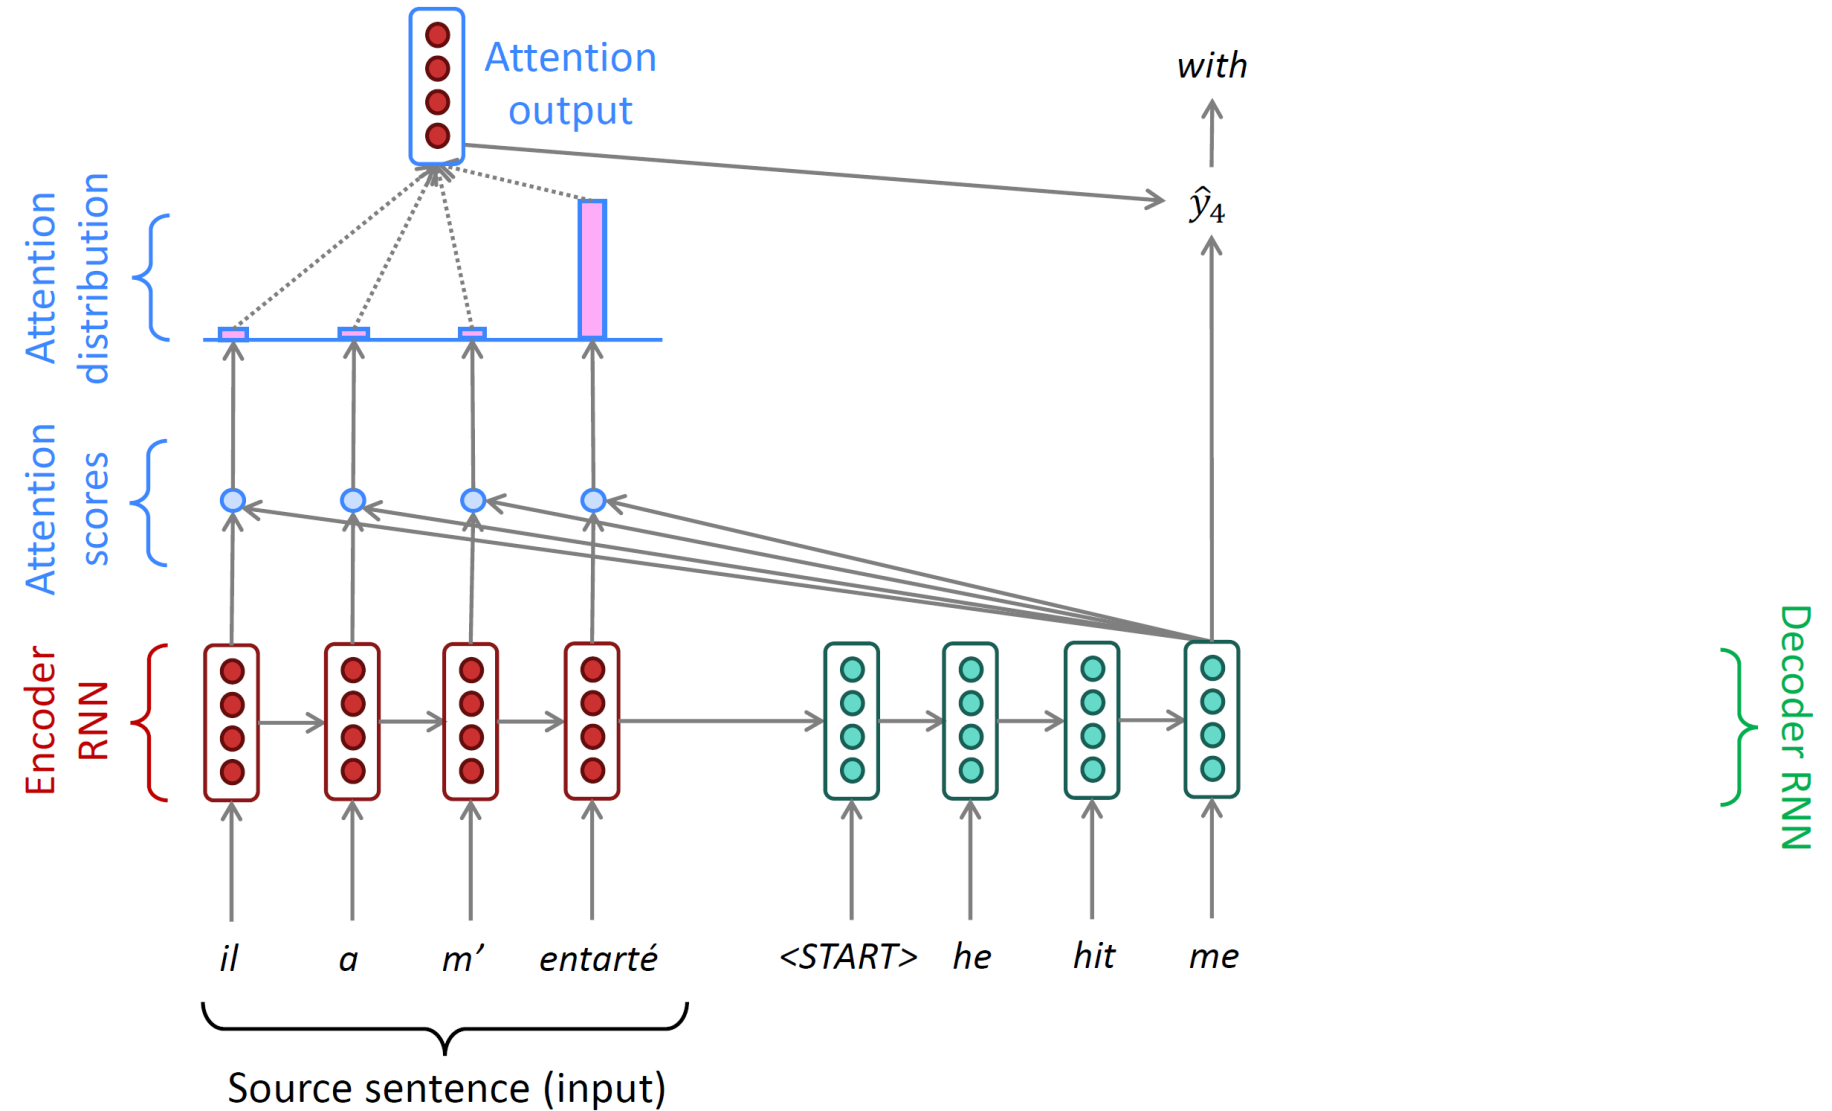 Attention
output
with
ŷ₄
Attention
distribution
Attention
scores
Encoder
RNN
Decoder RNN
il a m’ entarté <START> he hit me
Source sentence (input)